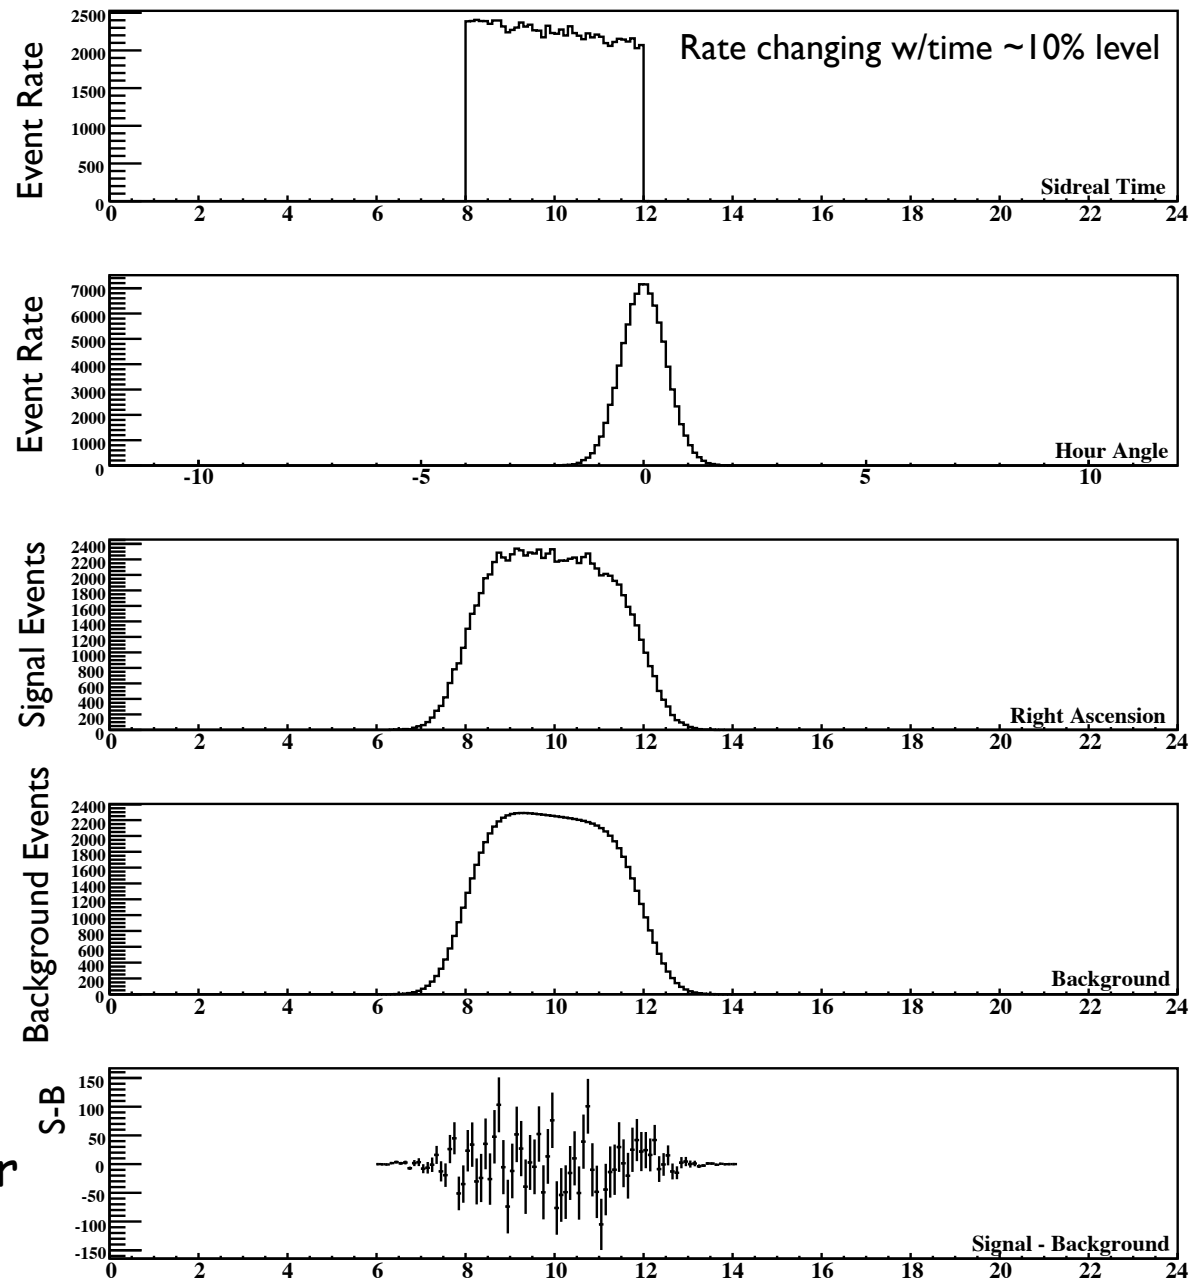 Event Rate
2500
2000
1500
1000
500
0
Rate changing w/time ~10% level
Sidreal Time
0 2 4 6 8 10 12 14 16 18 20 22 24
Event Rate
7000
6000
5000
4000
3000
2000
1000
0
Hour Angle
-10 -5 0 5 10
Signal Events
2400
2200
2000
1800
1600
1400
1200
1000
800
600
400
200
0
Right Ascension
0 2 4 6 8 10 12 14 16 18 20 22 24
Background Events
2400
2200
2000
1800
1600
1400
1200
1000
800
600
400
200
0
Background
0 2 4 6 8 10 12 14 16 18 20 22 24
S-B
150
100
50
0
-50
-100
-150
r
Signal - Background
0 2 4 6 8 10 12 14 16 18 20 22 24